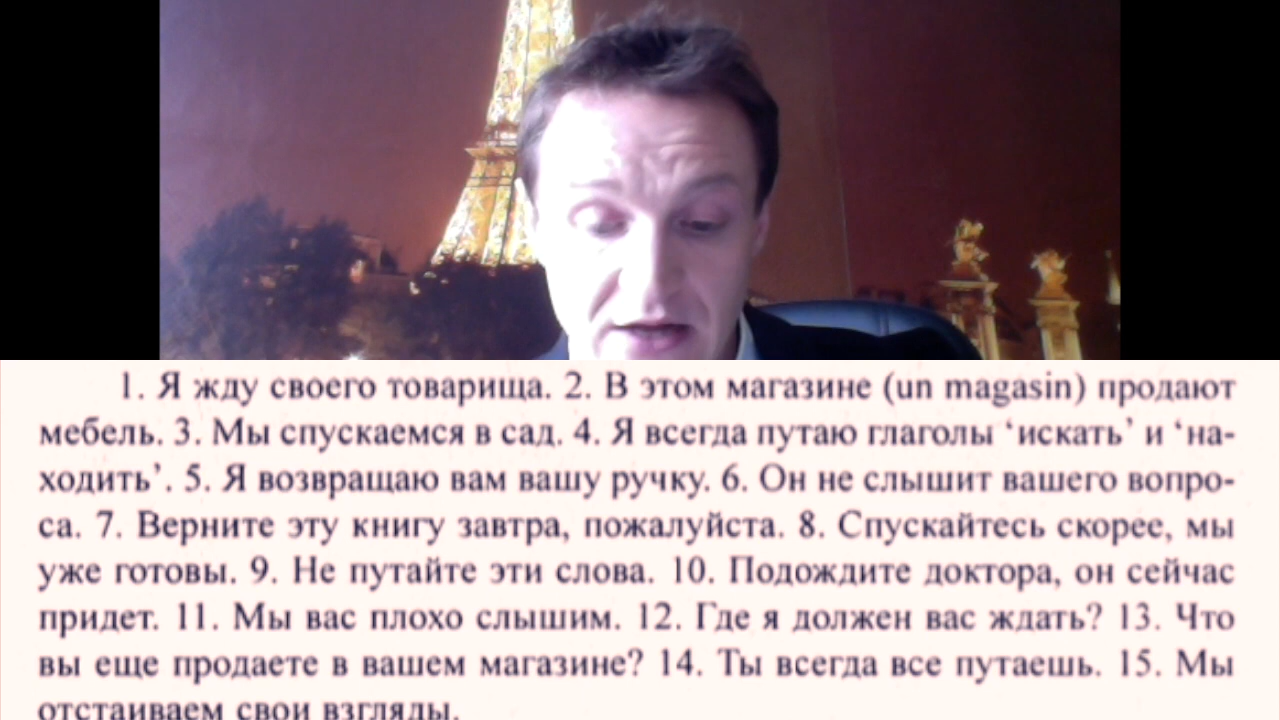 1. Я жду своего товарища. 2. В этом магазине (un magasin) продают
мебель. 3. Мы спускаемся в сад. 4. Я всегда путаю глаголы ‘искать’ и ‘на-
ходить’. 5. Я возвращаю вам вашу ручку. 6. Он не слышит вашего вопро-
са. 7. Верните эту книгу завтра, пожалуйста. 8. Спускайтесь скорее, мы
уже готовы. 9. Не путайте эти слова. 10. Подождите доктора, он сейчас
придет. 11. Мы вас плохо слышим. 12. Где я должен вас ждать? 13. Что
вы еще продаете в вашем магазине? 14. Ты всегда все путаешь. 15. Мы
отстаиваем свои взгляды.